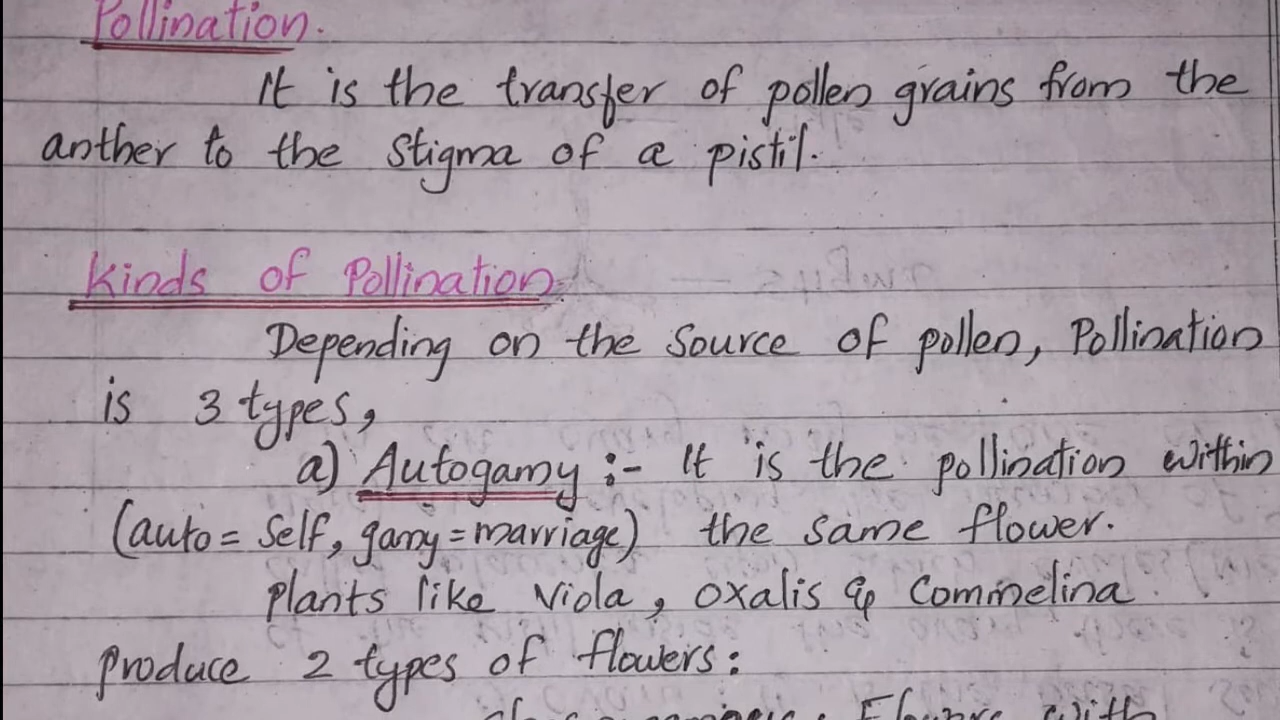 Pollination.
It is the transfer of pollen grains from the
anther to the stigma of a pistil.
Kinds of Pollination
Depending on the source of pollen, Pollination
is 3 types,
a) Autogamy :- It is the pollination within
(auto = Self, gamy = marriage) the same flower.
Plants like Viola, oxalis & Commelina
produce 2 types of flowers:
Flowers with